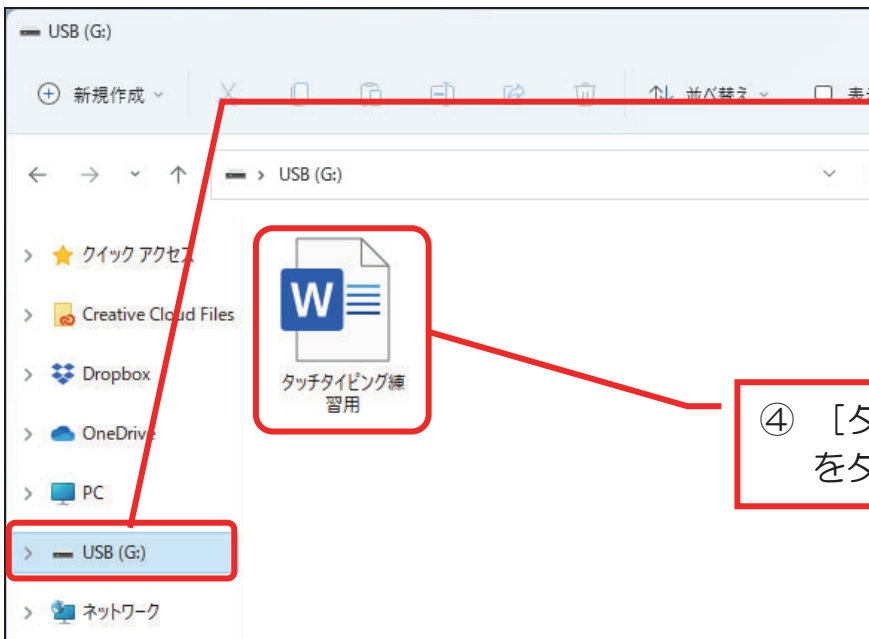 USB (G:)
新規作成
並べ替え
USB (G:)
クイック アクセス
Creative Cloud Files
Dropbox
OneDrive
PC
USB (G:)
ネットワーク
W
タッチタイピング練
習用
④ [タ
をダ